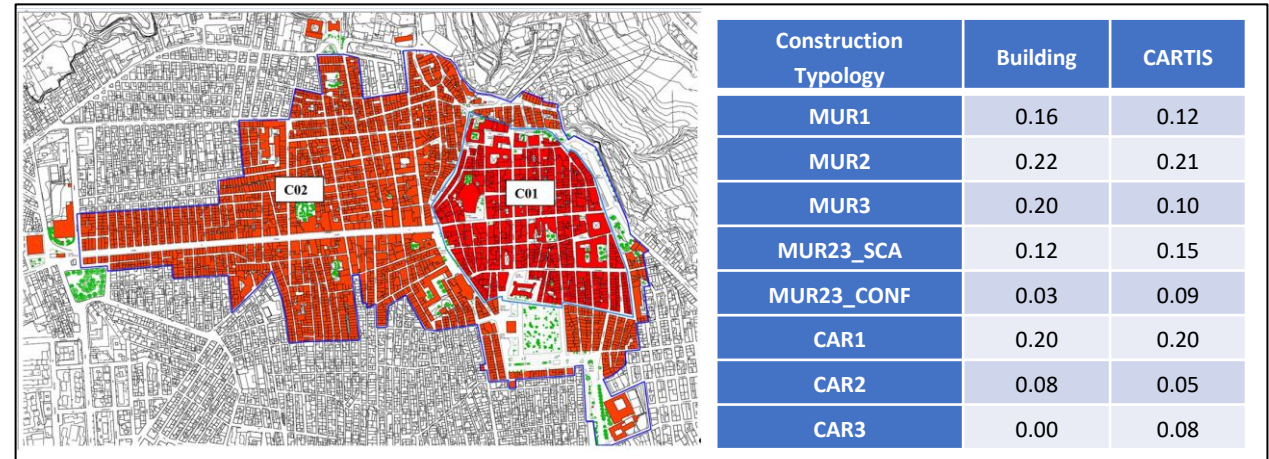 C02
C01
Construction Typology Building CARTIS
MUR1 0.16 0.12
MUR2 0.22 0.21
MUR3 0.20 0.10
MUR23_SCA 0.12 0.15
MUR23_CONF 0.03 0.09
CAR1 0.20 0.20
CAR2 0.08 0.05
CAR3 0.00 0.08